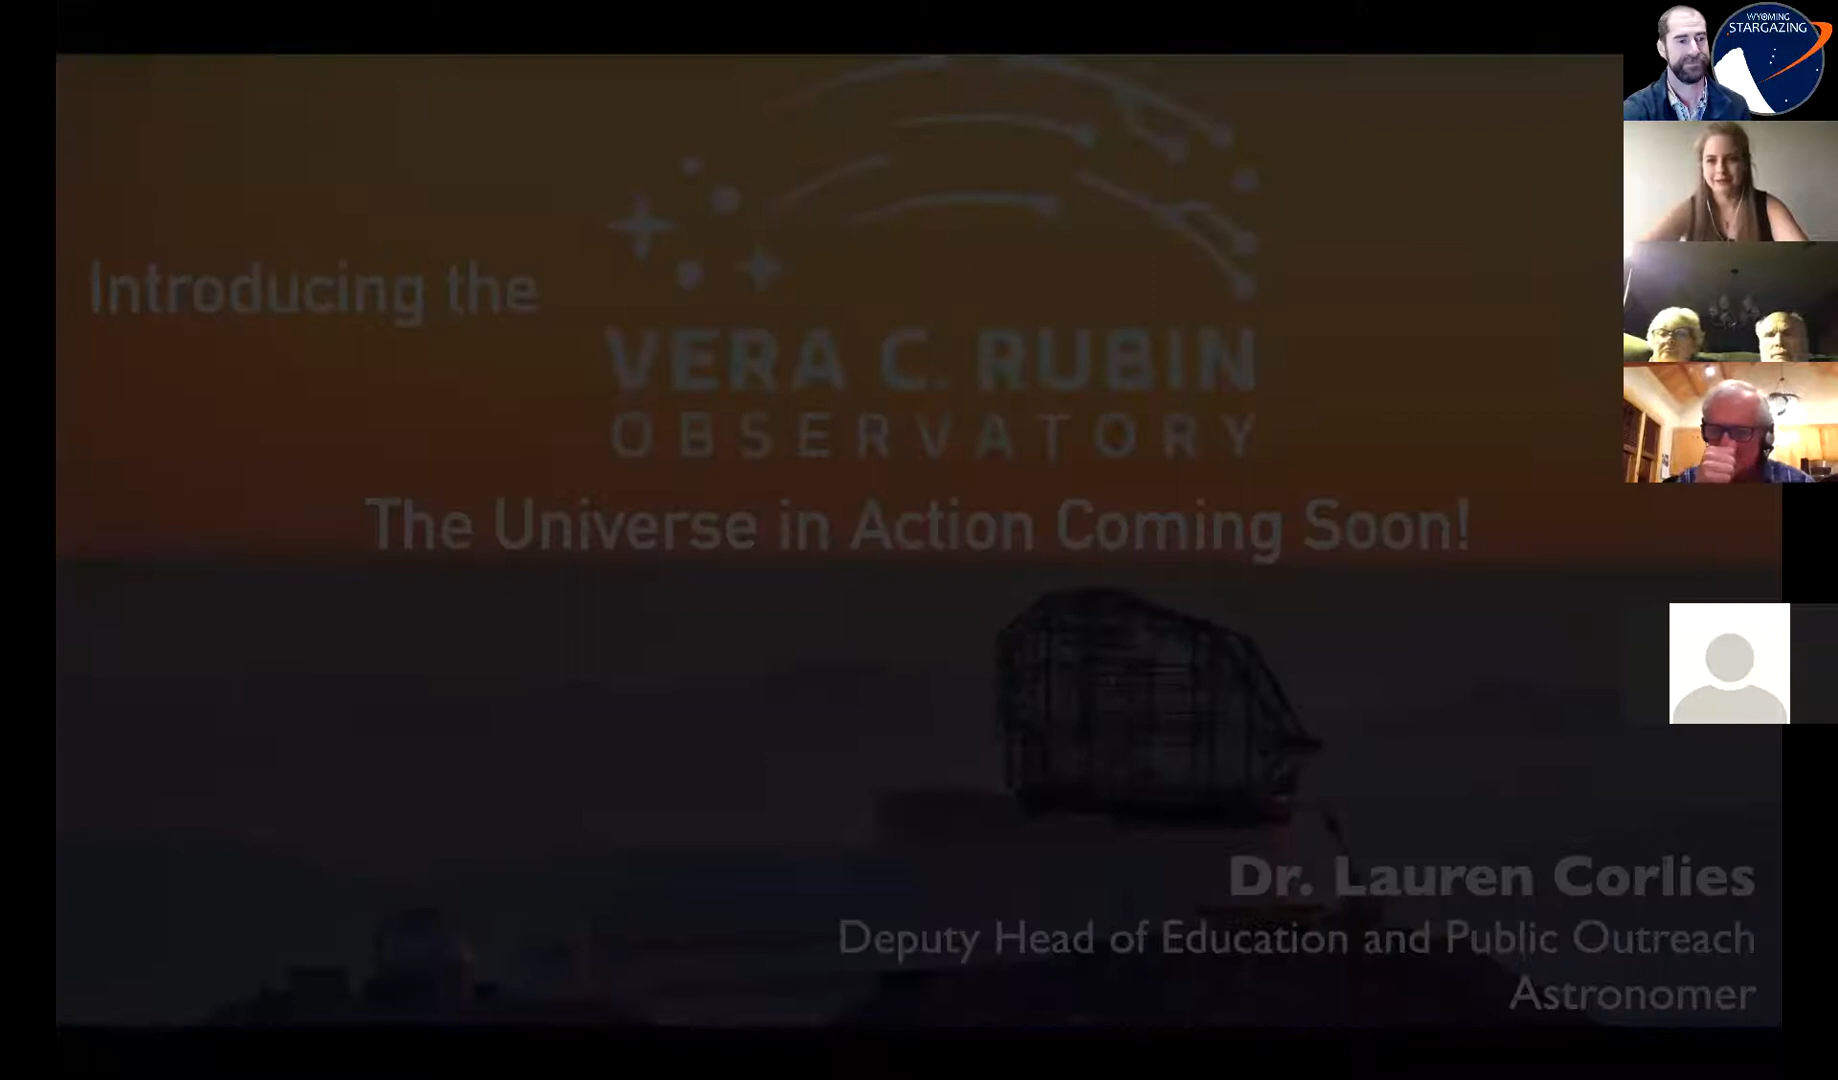 WYOMING
STARGAZING
Introducing the
VERA C. RUBIN
OBSERVATORY
The Universe in Action Coming Soon!
Dr. Lauren Corlies
Deputy Head of Education and Public Outreach
Astronomer